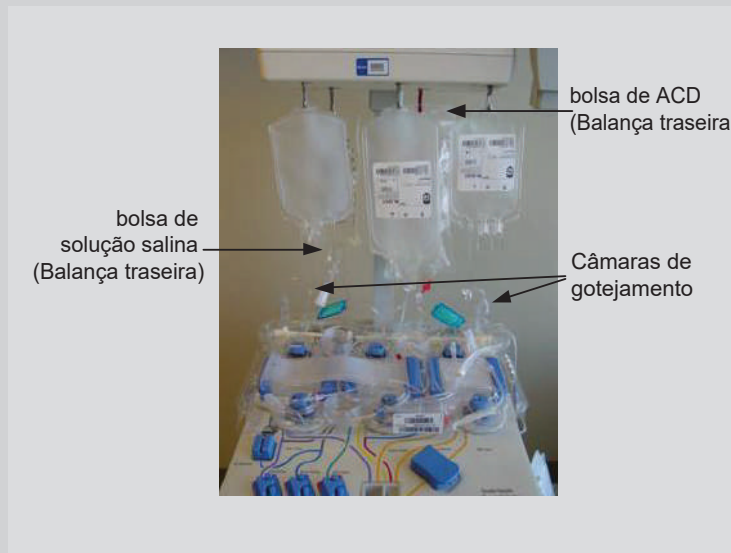 bolsa de ACD
(Balança traseira
bolsa de
solução salina
(Balança traseira)
Câmaras de
gotejamento